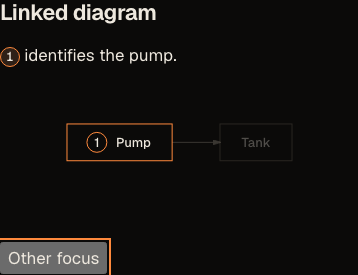 Linked diagram
1 identifies the pump.
1 Pump
Tank
Other focus